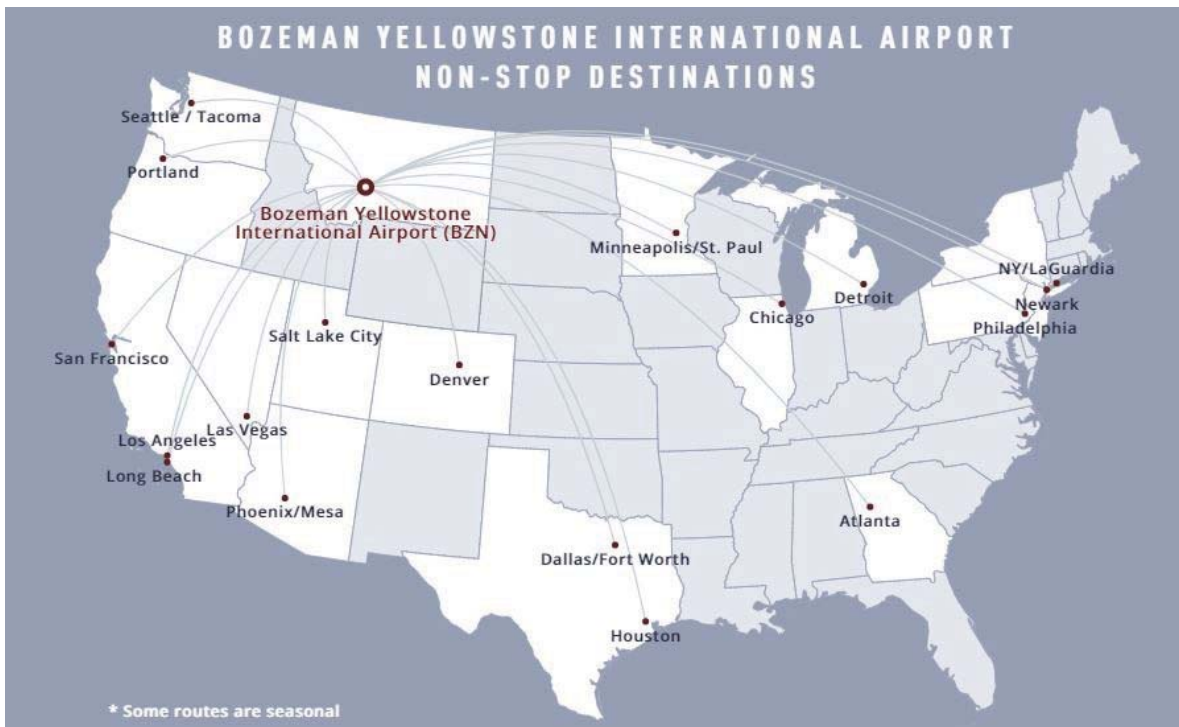 BOZEMAN YELLOWSTONE INTERNATIONAL AIRPORT
NON-STOP DESTINATIONS
Seattle / Tacoma
Portland
Bozeman Yellowstone
International Airport (BZN)
Minneapolis/St. Paul
NY/LaGuardia
Detroit
Newark
Chicago
Philadelphia
Salt Lake City
San Francisco
Denver
Las Vegas
Los Angeles
Long Beach
Phoenix/Mesa
Atlanta
Dallas/Fort Worth
Houston
* Some routes are seasonal